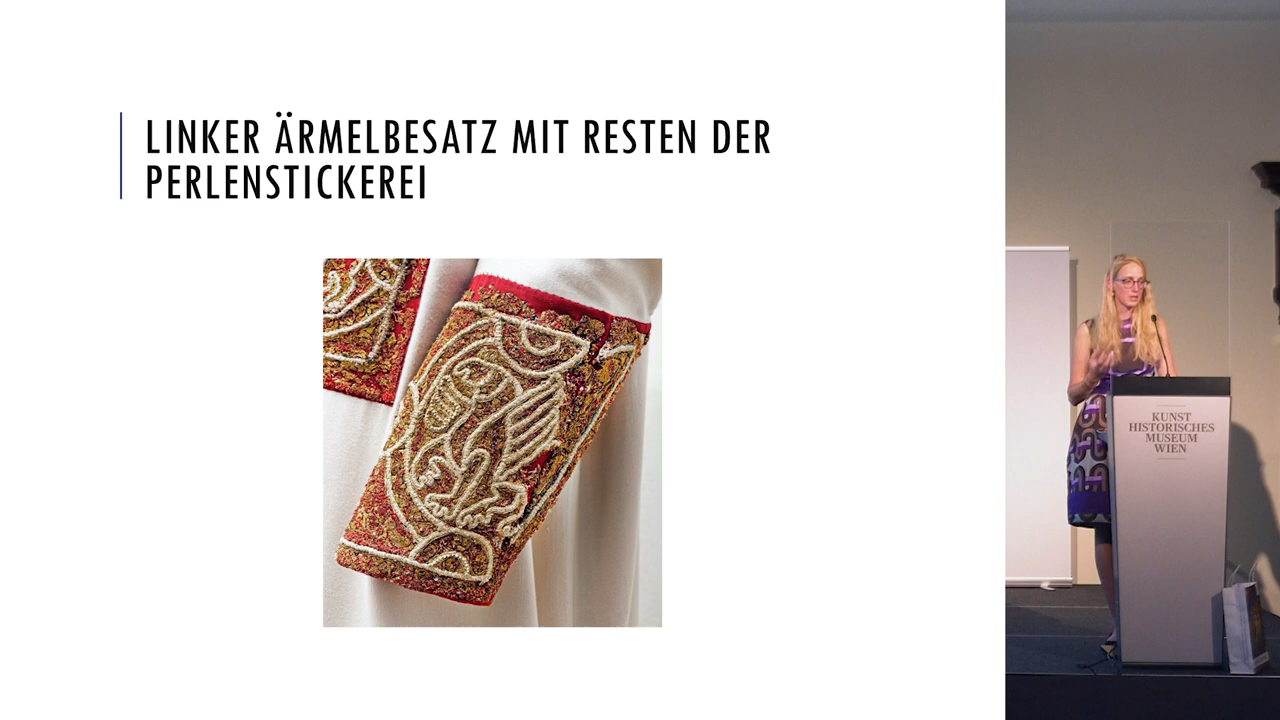 LINKER ÄRMELBESATZ MIT RESTEN DER
PERLENSTICKEREI
KUNST
HISTORISCHES
MUSEUM
WIEN